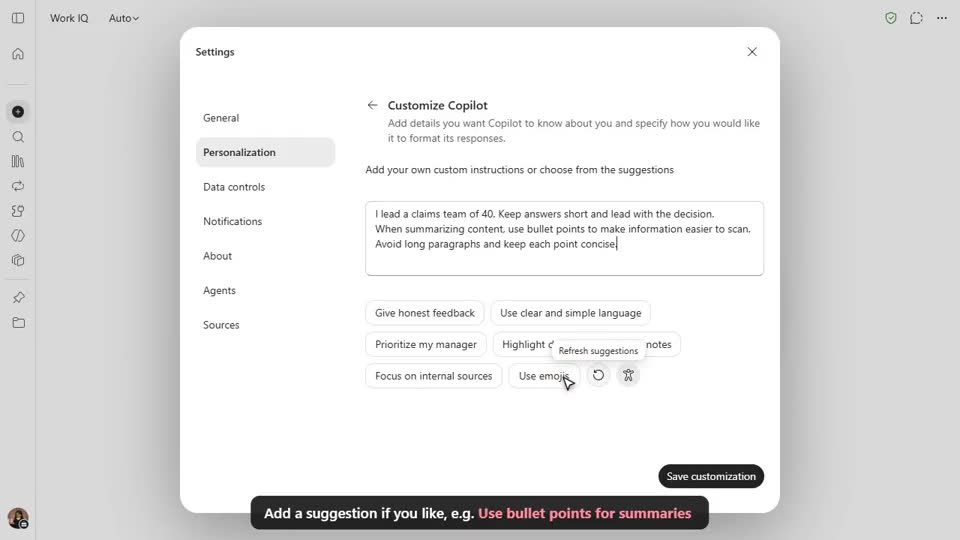 Work IQ
Auto
Settings
General
Personalization
Data controls
Notifications
About
Agents
Sources
Customize Copilot
Add details you want Copilot to know about you and specify how you would like
it to format its responses.
Add your own custom instructions or choose from the suggestions
I lead a claims team of 40. Keep answers short and lead with the decision.
When summarizing content, use bullet points to make information easier to scan.
Avoid long paragraphs and keep each point concise.
Give honest feedback
Use clear and simple language
Prioritize my manager
Highlight
notes
Refresh suggestions
Focus on internal sources
Use emojis
Save customization
Add a suggestion if you like, e.g. Use bullet points for summaries